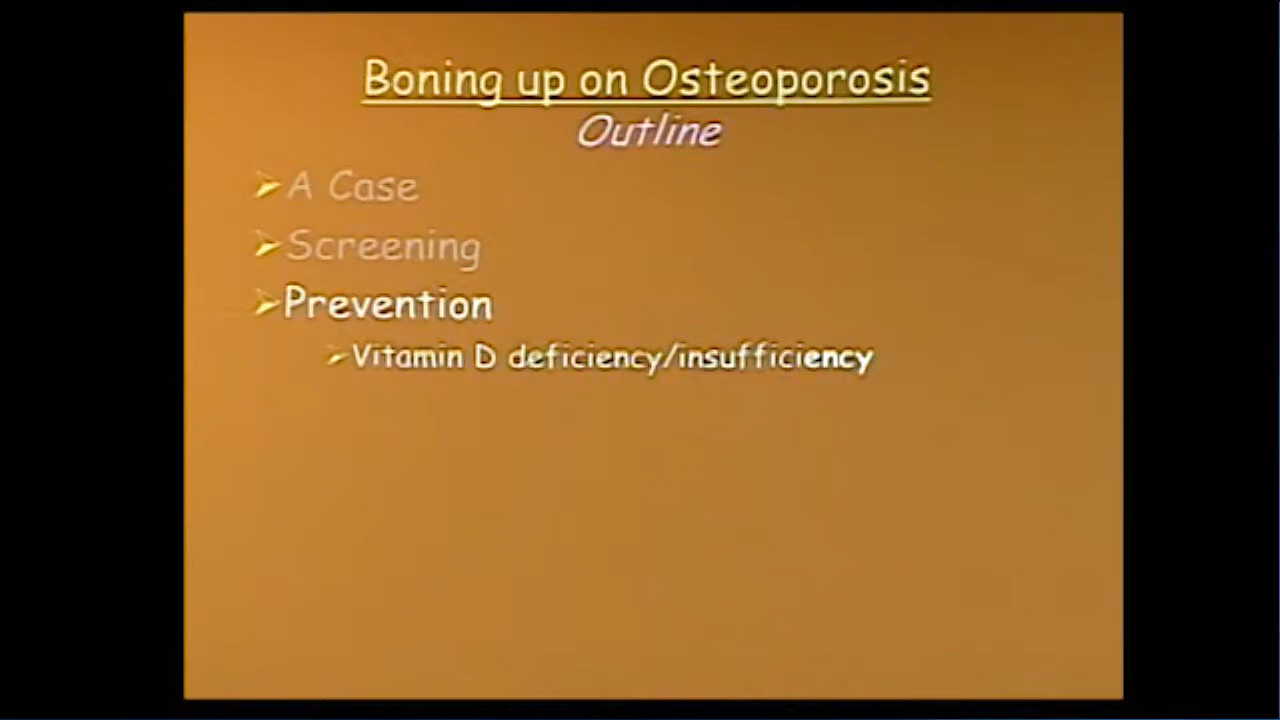 Boning up on Osteoporosis
Outline
A Case
Screening
Prevention
Vitamin D deficiency/insufficiency